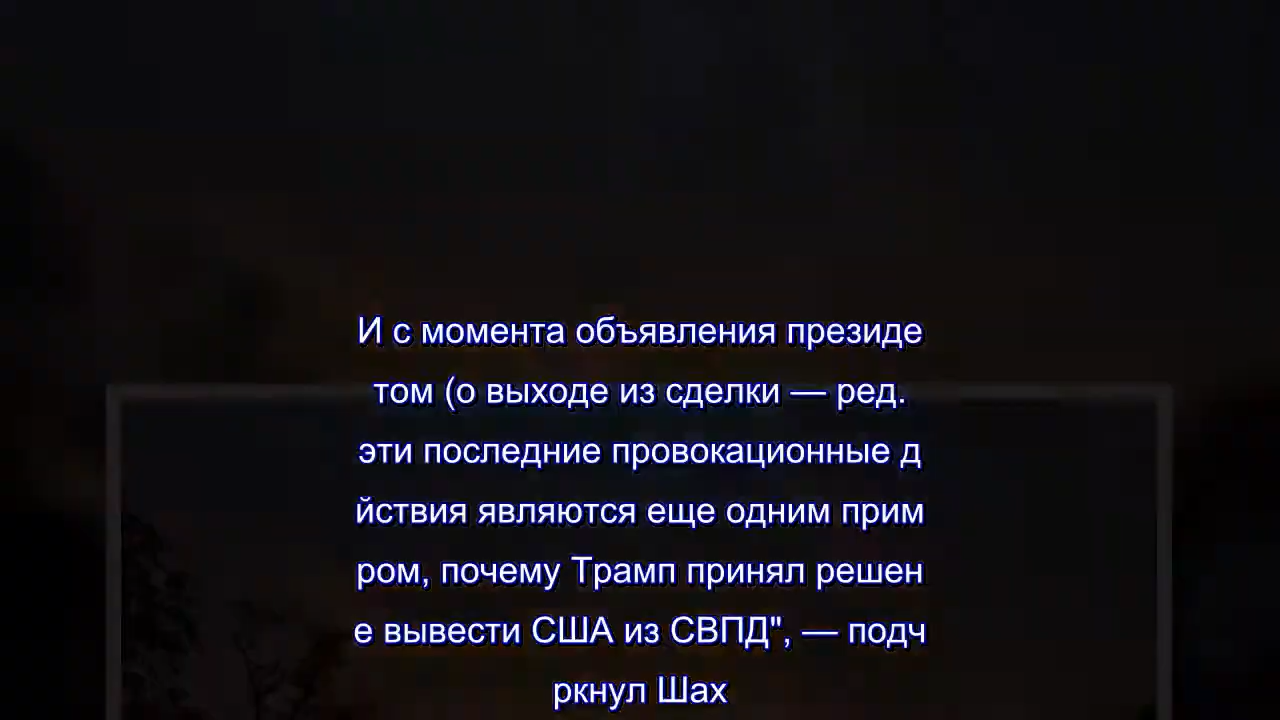 И с момента объявления президе
том (о выходе из сделки — ред.
эти последние провокационные д
йствия являются еще одним прим
ром, почему Трамп принял решен
е вывести США из СВПД", — подч
ркнул Шах